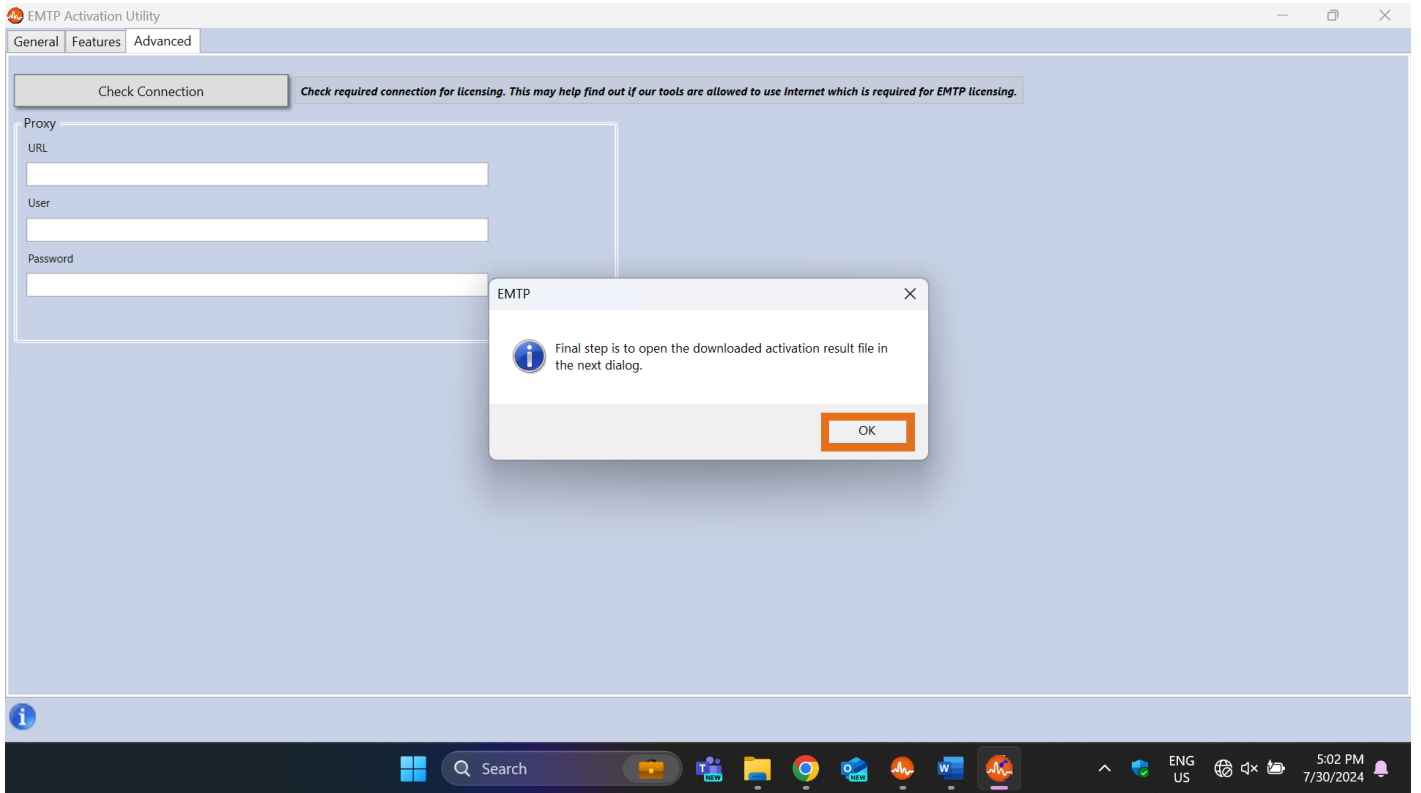 EMTP Activation Utility
General Features Advanced
Check Connection
Check required connection for licensing. This may help find out if our tools are allowed to use Internet which is required for EMTP licensing.
Proxy
URL
User
Password
EMTP
Final step is to open the downloaded activation result file in
the next dialog.
OK
Search
T
NEW
O
NEW
W
ENG
US
5:02 PM
7/30/2024